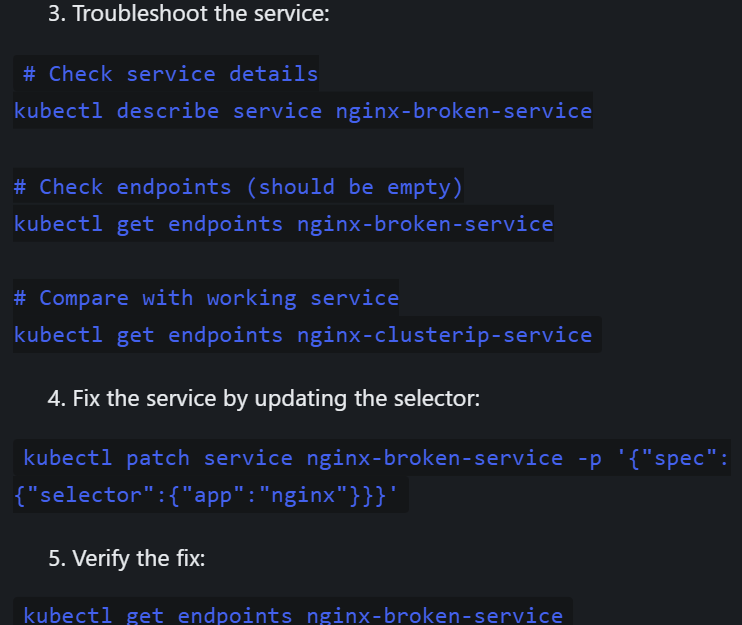 3. Troubleshoot the service:
# Check service details
kubectl describe service nginx-broken-service
# Check endpoints (should be empty)
kubectl get endpoints nginx-broken-service
# Compare with working service
kubectl get endpoints nginx-clusterip-service
4. Fix the service by updating the selector:
kubectl patch service nginx-broken-service -p '{"spec":
{"selector":{"app":"nginx"}}}'
5. Verify the fix:
kubectl get endpoints nginx-broken-service